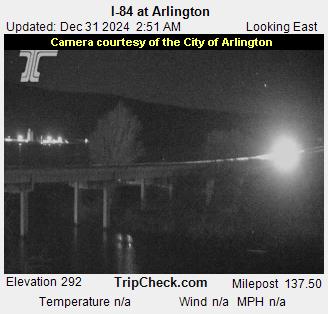 I-84 at Arlington
Updated: Dec 31 2024 2:51 AM Looking East
Camera courtesy of the City of Arlington
Elevation 292 TripCheck.com Milepost 137.50
Temperature n/a Wind n/a MPH n/a